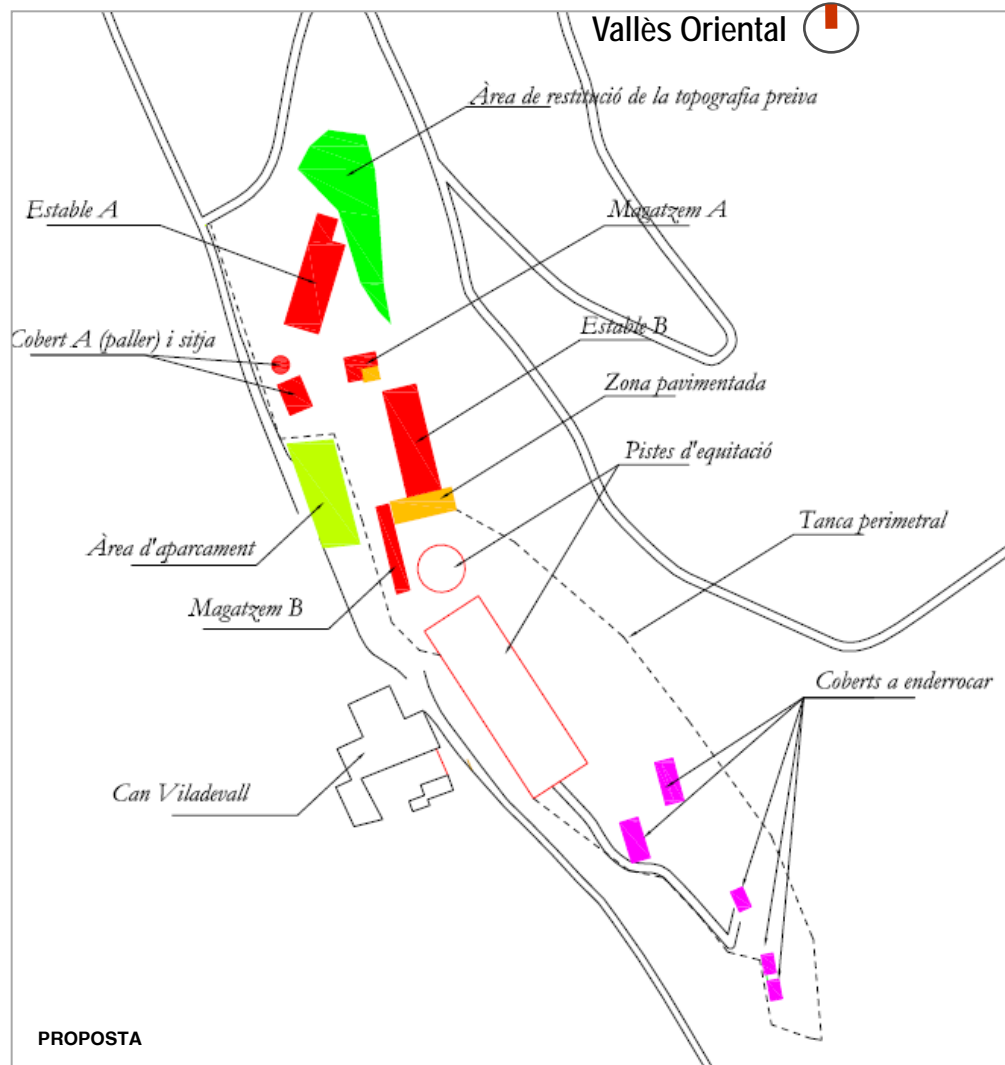 Vallès Oriental
Àrea de restitució de la topografia preiva
Estable A
Magatzem A
Estable B
Cobert A (paller) i sitja
Zona pavimentada
Pistes d'equitació
Tanca perimetral
Àrea d'aparcament
Magatzem B
Coberts a enderrocar
Can Viladevall
PROPOSTA